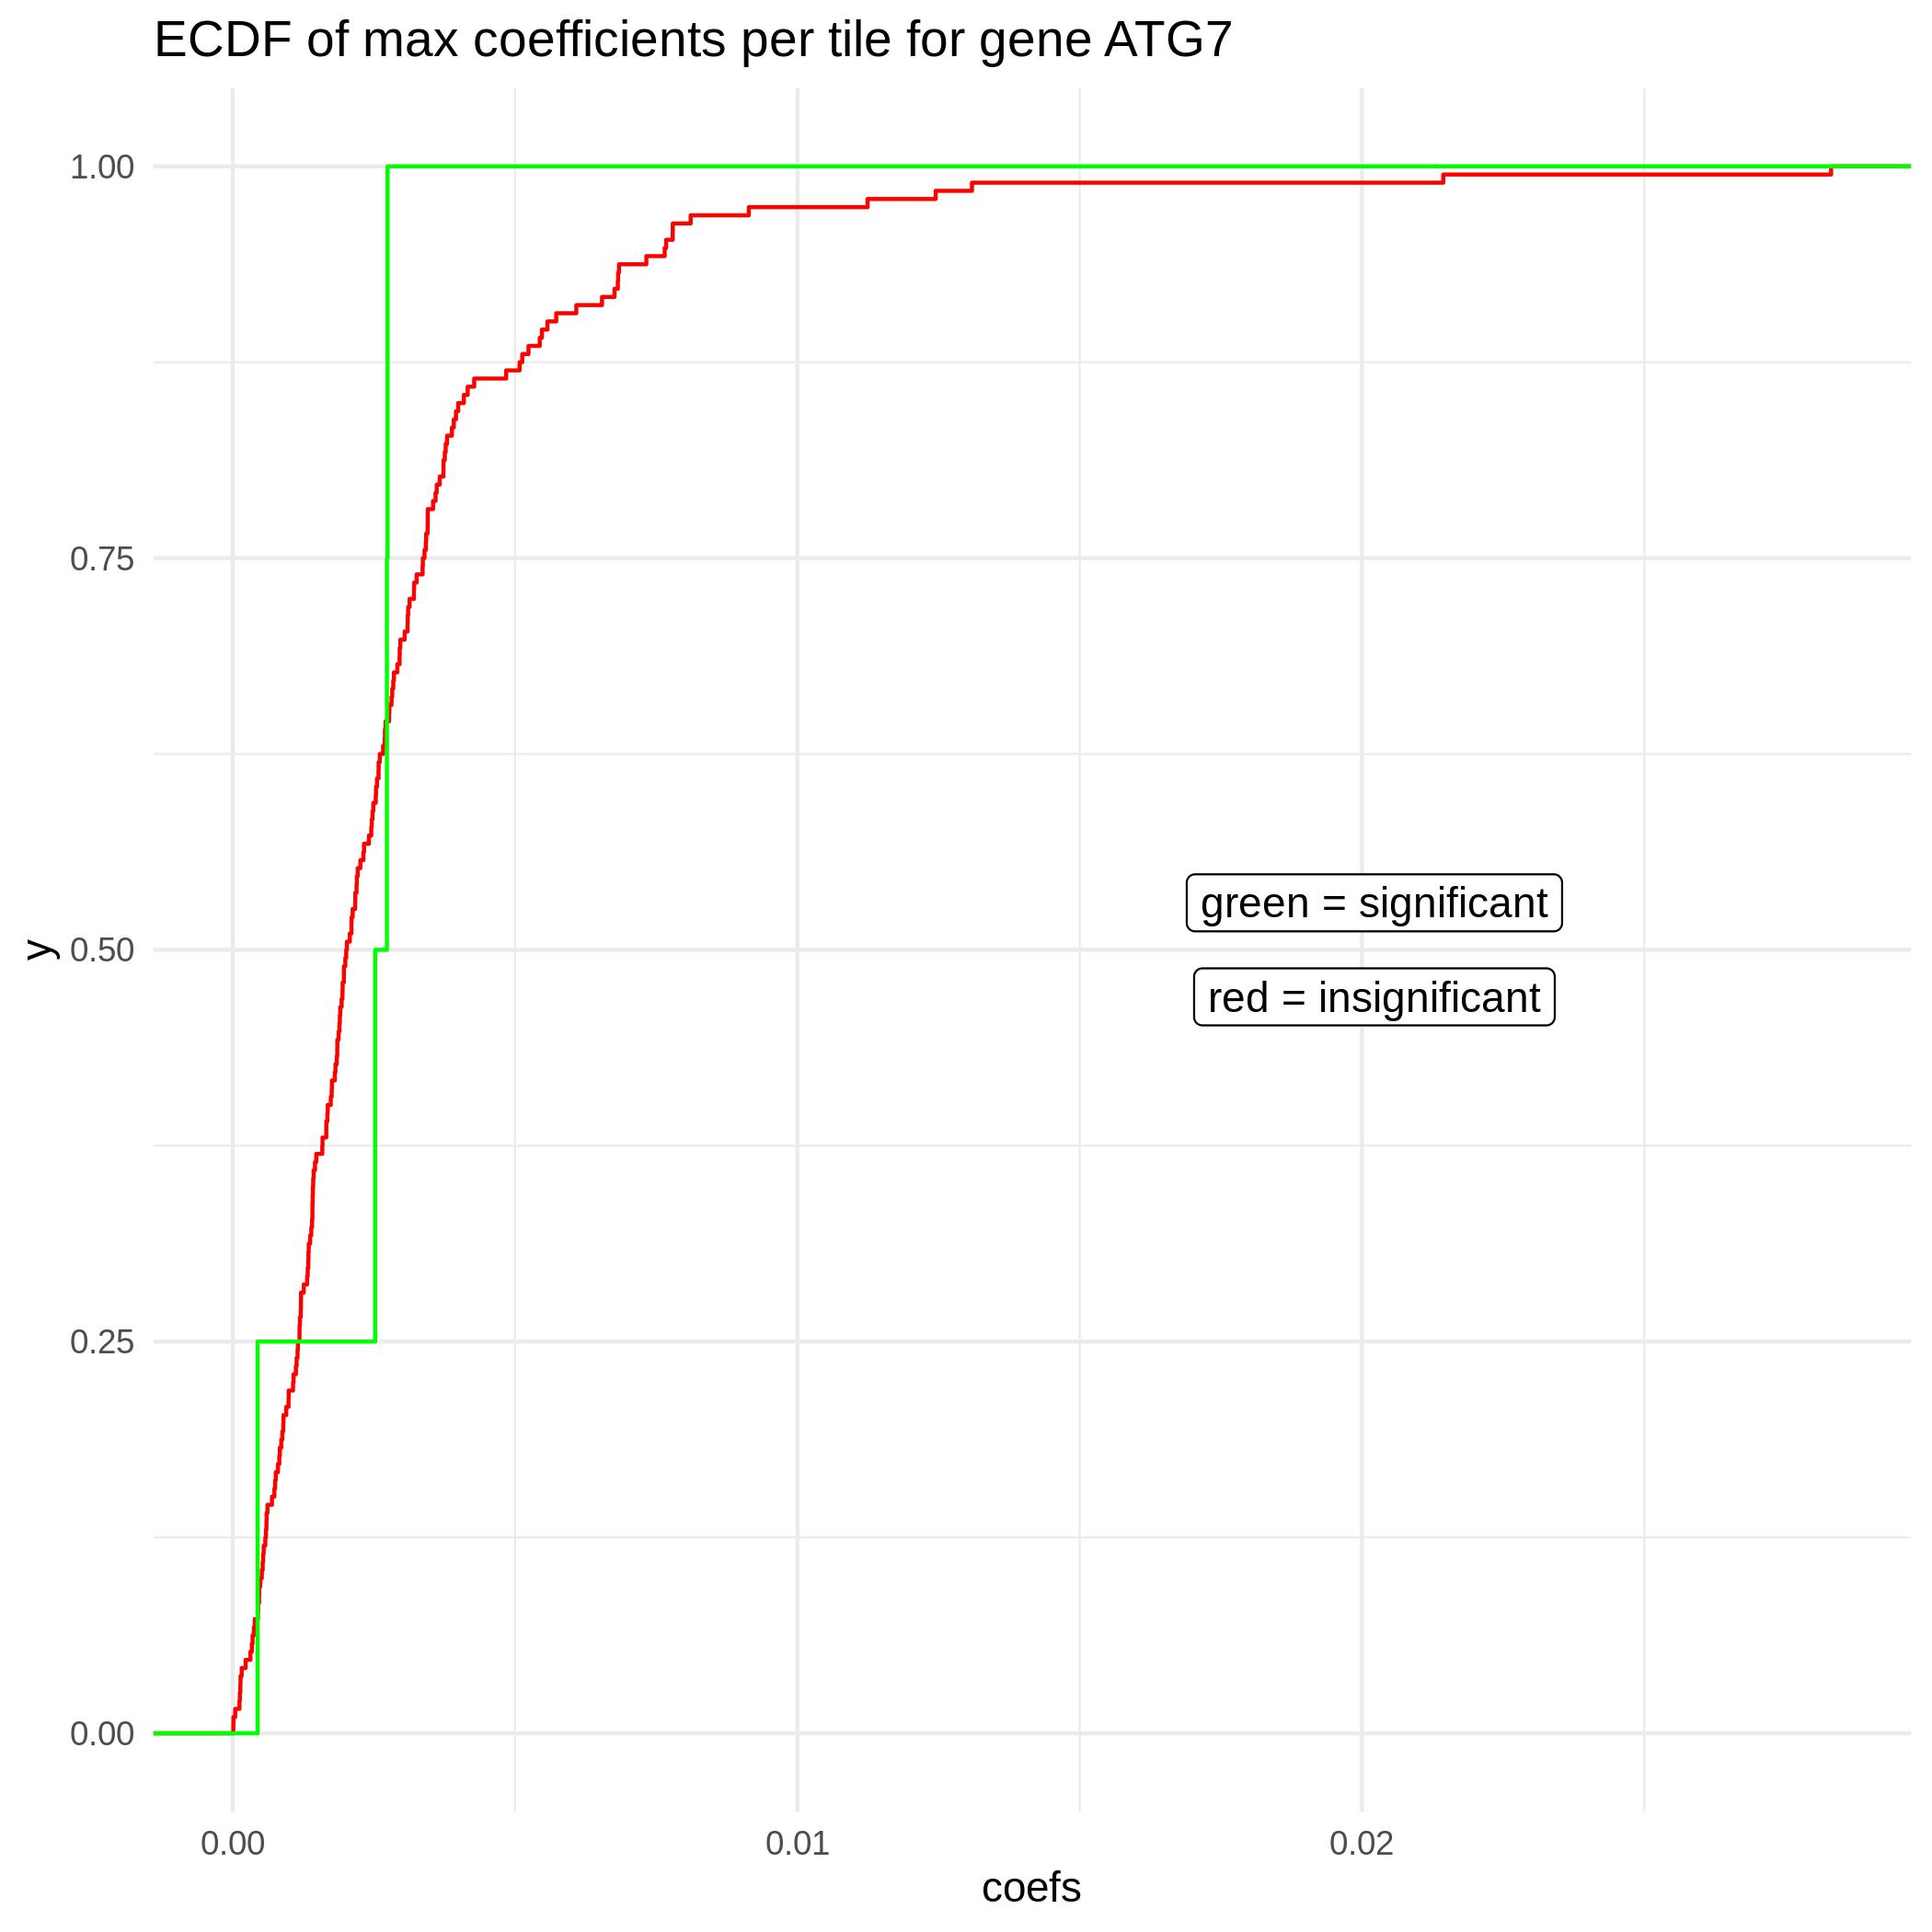 ECDF of max coefficients per tile for gene ATG7
1.00
0.75
0.50
0.25
0.00
y
green = significant
red = insignificant
0.00
0.01
0.02
coefs